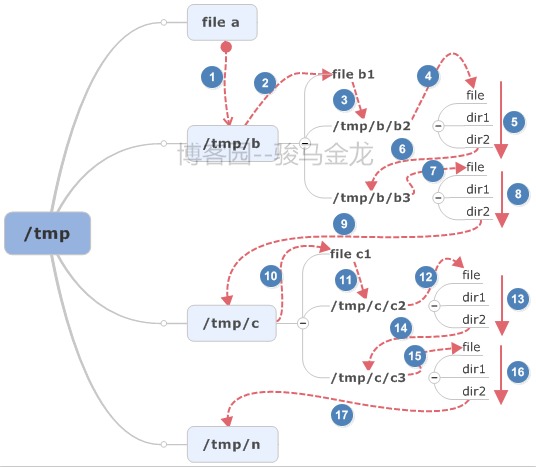 file a
1
2
file b1
4
3
file
/tmp/b
/tmp/b/b2
dir1
5
dir2
博客园--骏马金龙
6
7
file
/tmp/b/b3
dir1
8
dir2
9
/tmp
file c1
10
11
12
file
/tmp/c/c2
dir1
13
/tmp/c
dir2
14
file
15
/tmp/c/c3
dir1
16
dir2
17
/tmp/n